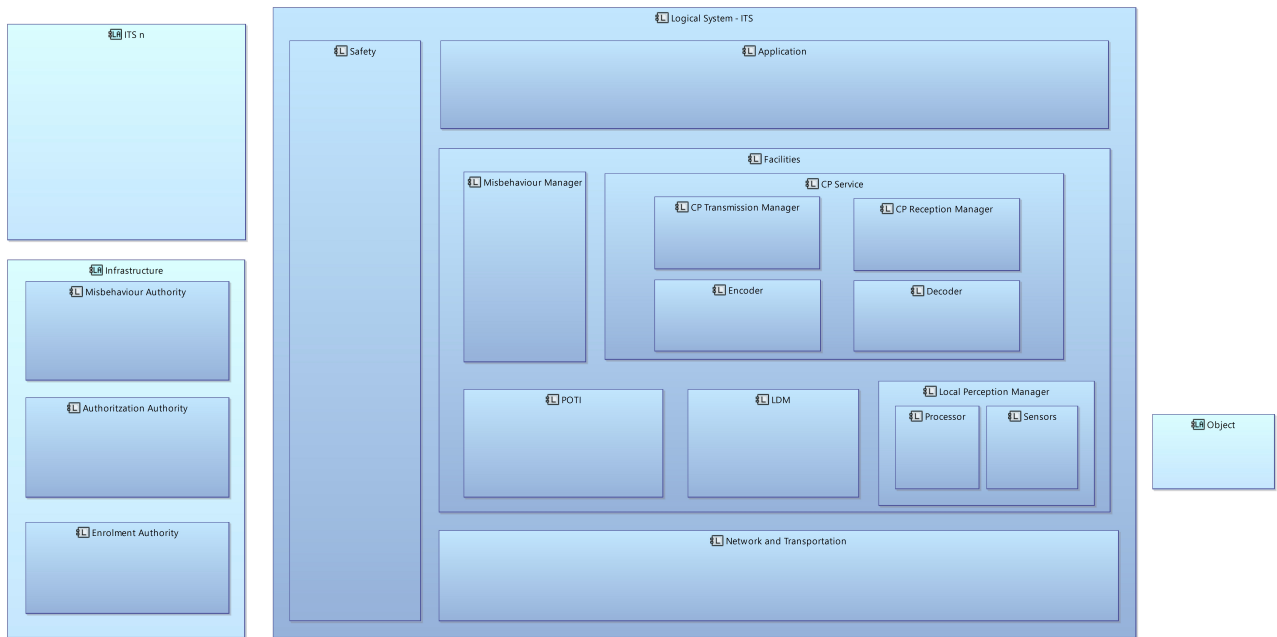 ITS n
Infrastructure
Misbehaviour Authority
Authoritzation Authority
Enrolment Authority
Logical System - ITS
Safety
Application
Facilities
Misbehaviour Manager
CP Service
CP Transmission Manager
CP Reception Manager
Encoder
Decoder
POTI
LDM
Local Perception Manager
Processor
Sensors
Network and Transportation
Object